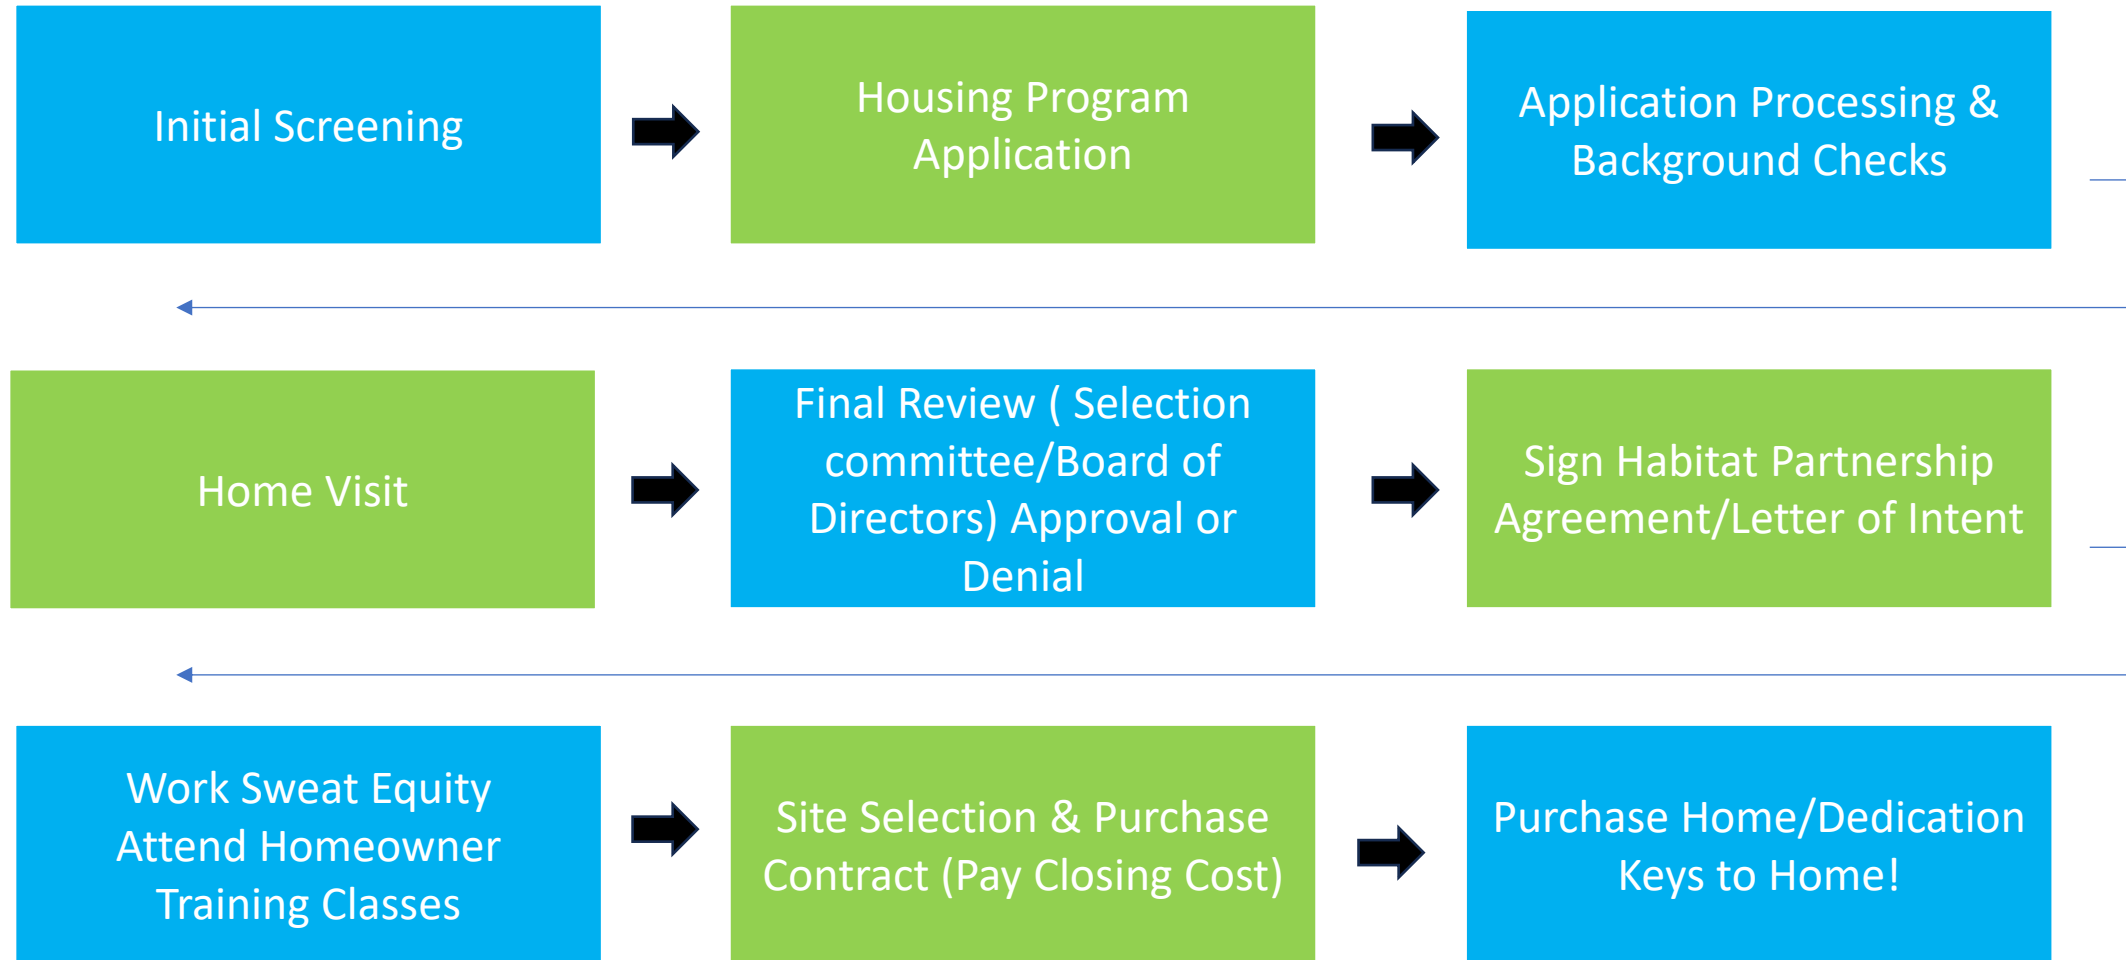 Initial Screening
Housing Program
Application
Application Processing &
Background Checks
Home Visit
Final Review ( Selection
committee/Board of
Directors) Approval or
Denial
Sign Habitat Partnership
Agreement/Letter of Intent
Work Sweat Equity
Attend Homeowner
Training Classes
Site Selection & Purchase
Contract (Pay Closing Cost)
Purchase Home/Dedication
Keys to Home!